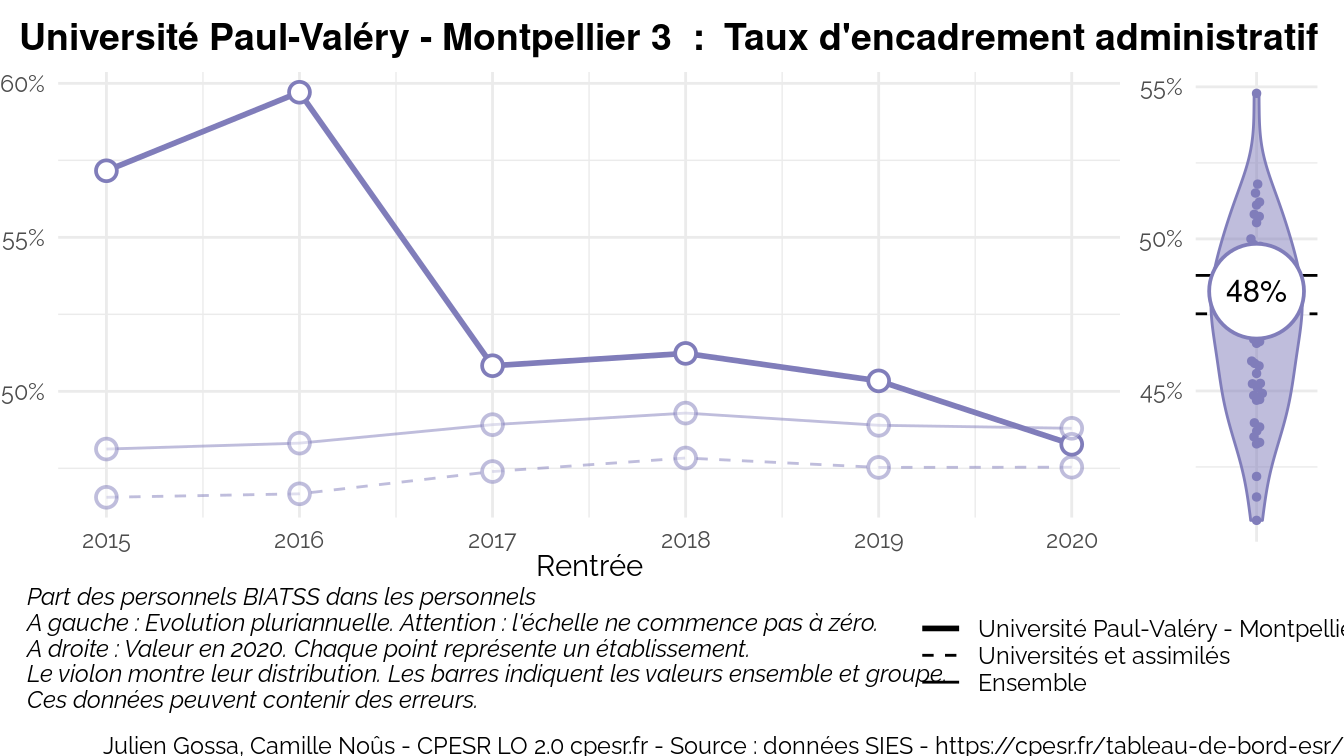 Université Paul-Valéry - Montpellier 3 : Taux d'encadrement administratif
60%
55%
50%
2015 2016 2017 2018 2019 2020
Rentrée
55%
50%
48%
45%
Part des personnels BIATSS dans les personnels
A gauche : Evolution pluriannuelle. Attention : l'échelle ne commence pas à zéro.
A droite : Valeur en 2020. Chaque point représente un établissement.
Le violon montre leur distribution. Les barres indiquent les valeurs ensemble et groupe.
Ces données peuvent contenir des erreurs.
Université Paul-Valéry - Montpellie
Universités et assimilés
Ensemble
Julien Gossa, Camille Noûs - CPESR LO 2.0 cpesr.fr - Source : données SIES - https://cpesr.fr/tableau-de-bord-esr/